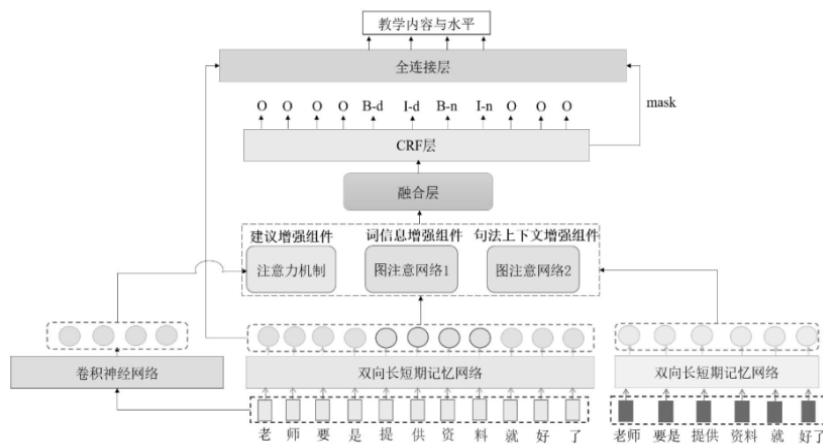 教学内容与水平
全连接层
O O O O B-d I-d B-n I-n O O O
mask
CRF层
融合层
建议增强组件 词信息增强组件 句法上下文增强组件
注意力机制 图注意网络1 图注意网络2
卷积神经网络 双向长短期记忆网络 双向长短期记忆网络
老 师 要 是 提 供 资 料 就 好 了 老师 要是 提供 资料 就 好了